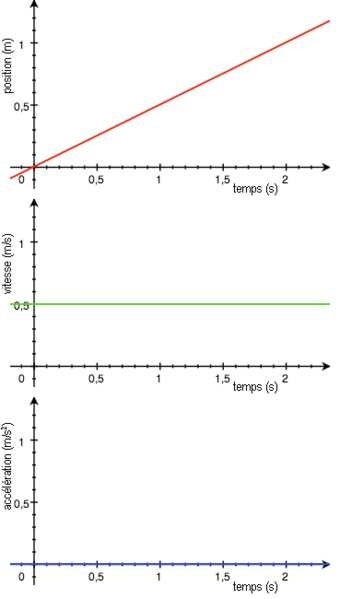 position (m)
1
0,5
0 0,5 1 1,5 2
temps (s)
vitesse (m/s)
1
0,5
0 0,5 1 1,5 2
temps (s)
accélération (m/s²)
1
0,5
0 0,5 1 1,5 2
temps (s)